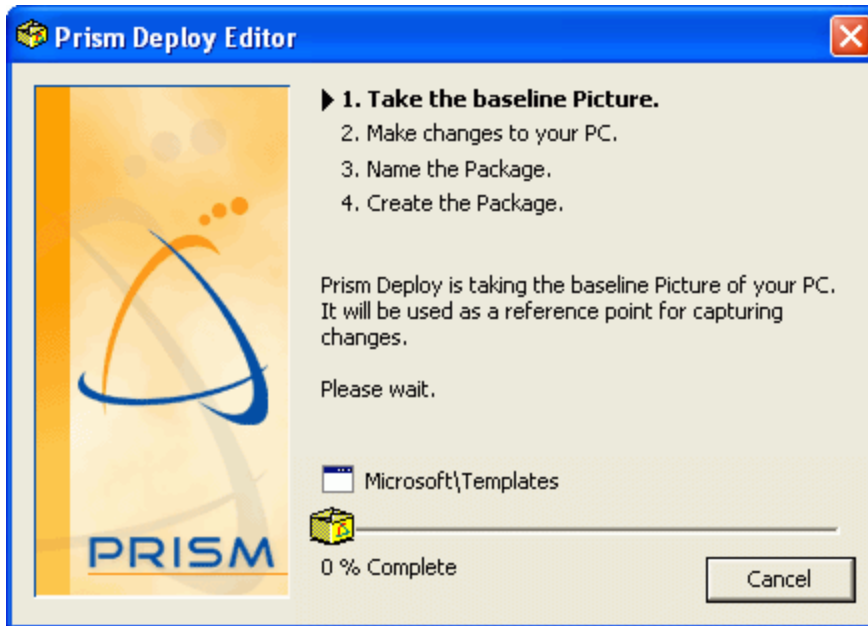 Prism Deploy Editor
1. Take the baseline Picture.
2. Make changes to your PC.
3. Name the Package.
4. Create the Package.
Prism Deploy is taking the baseline Picture of your PC.
It will be used as a reference point for capturing
changes.
Please wait.
Microsoft\Templates
0 % Complete
Cancel
PRISM